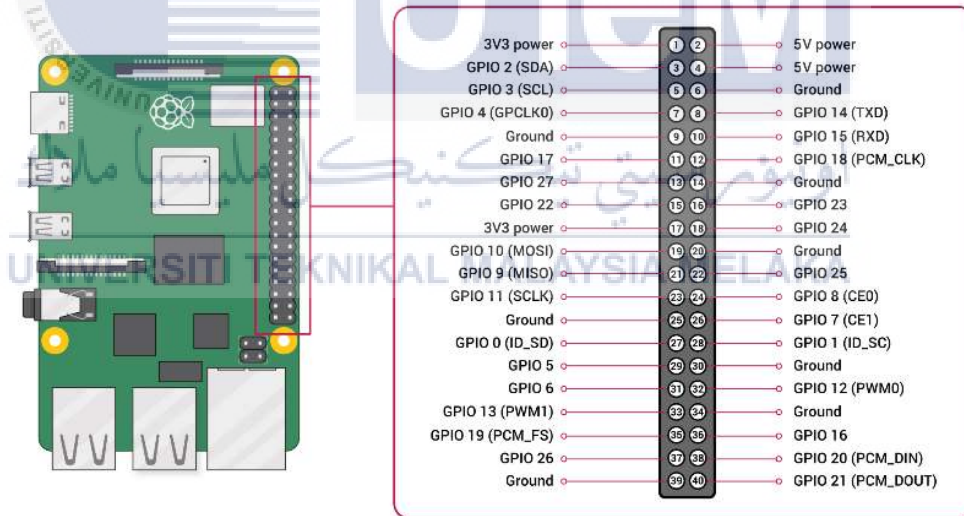 3V3 power 1 2 5V power
GPIO 2 (SDA) 3 4 5V power
GPIO 3 (SCL) 5 6 Ground
GPIO 4 (GPCLK0) 7 8 GPIO 14 (TXD)
Ground 9 10 GPIO 15 (RXD)
GPIO 17 11 12 GPIO 18 (PCM_CLK)
GPIO 27 13 14 Ground
GPIO 22 15 16 GPIO 23
3V3 power 17 18 GPIO 24
GPIO 10 (MOSI) 19 20 Ground
GPIO 9 (MISO) 21 22 GPIO 25
GPIO 11 (SCLK) 23 24 GPIO 8 (CE0)
Ground 25 26 GPIO 7 (CE1)
GPIO 0 (ID_SD) 27 28 GPIO 1 (ID_SC)
GPIO 5 29 30 Ground
GPIO 6 31 32 GPIO 12 (PWM0)
GPIO 13 (PWM1) 33 34 Ground
GPIO 19 (PCM_FS) 35 36 GPIO 16
GPIO 26 37 38 GPIO 20 (PCM_DIN)
Ground 39 40 GPIO 21 (PCM_DOUT)
اونيۏرسيتي تيكنيكل مليسيا ملاك
UNIVERSITI TEKNIKAL MALAYSIA MELAKA